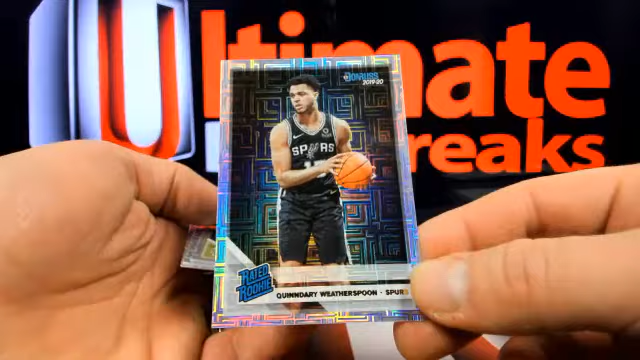 Ultimate
reaks
DONRUSS
2019-20
SPURS
RATED
ROOKIE
QUINNDARY WEATHERSPOON · SPURS